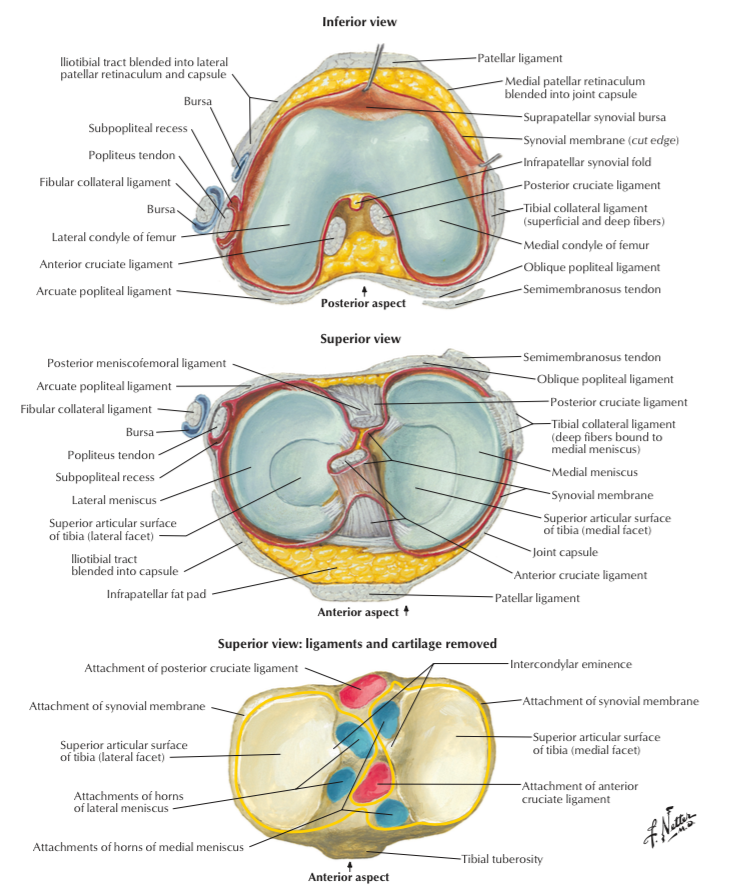 Inferior view
Iliotibial tract blended into lateral
patellar retinaculum and capsule
Bursa
Subpopliteal recess
Popliteus tendon
Fibular collateral ligament
Bursa
Lateral condyle of femur
Anterior cruciate ligament
Arcuate popliteal ligament
Patellar ligament
Medial patellar retinaculum
blended into joint capsule
Suprapatellar synovial bursa
Synovial membrane (cut edge)
Infrapatellar synovial fold
Posterior cruciate ligament
Tibial collateral ligament
(superficial and deep fibers)
Medial condyle of femur
Oblique popliteal ligament
Semimembranosus tendon
Posterior aspect
Superior view
Posterior meniscofemoral ligament
Arcuate popliteal ligament
Fibular collateral ligament
Bursa
Popliteus tendon
Subpopliteal recess
Lateral meniscus
Superior articular surface
of tibia (lateral facet)
Iliotibial tract
blended into capsule
Infrapatellar fat pad
Semimembranosus tendon
Oblique popliteal ligament
Posterior cruciate ligament
Tibial collateral ligament
(deep fibers bound to
medial meniscus)
Medial meniscus
Synovial membrane
Superior articular surface
of tibia (medial facet)
Joint capsule
Anterior cruciate ligament
Patellar ligament
Anterior aspect
Superior view: ligaments and cartilage removed
Attachment of posterior cruciate ligament
Attachment of synovial membrane
Superior articular surface
of tibia (lateral facet)
Attachments of horns
of lateral meniscus
Attachments of horns of medial meniscus
Intercondylar eminence
Attachment of synovial membrane
Superior articular surface
of tibia (medial facet)
Attachment of anterior
cruciate ligament
Tibial tuberosity
Anterior aspect
F. Netter
M.D.